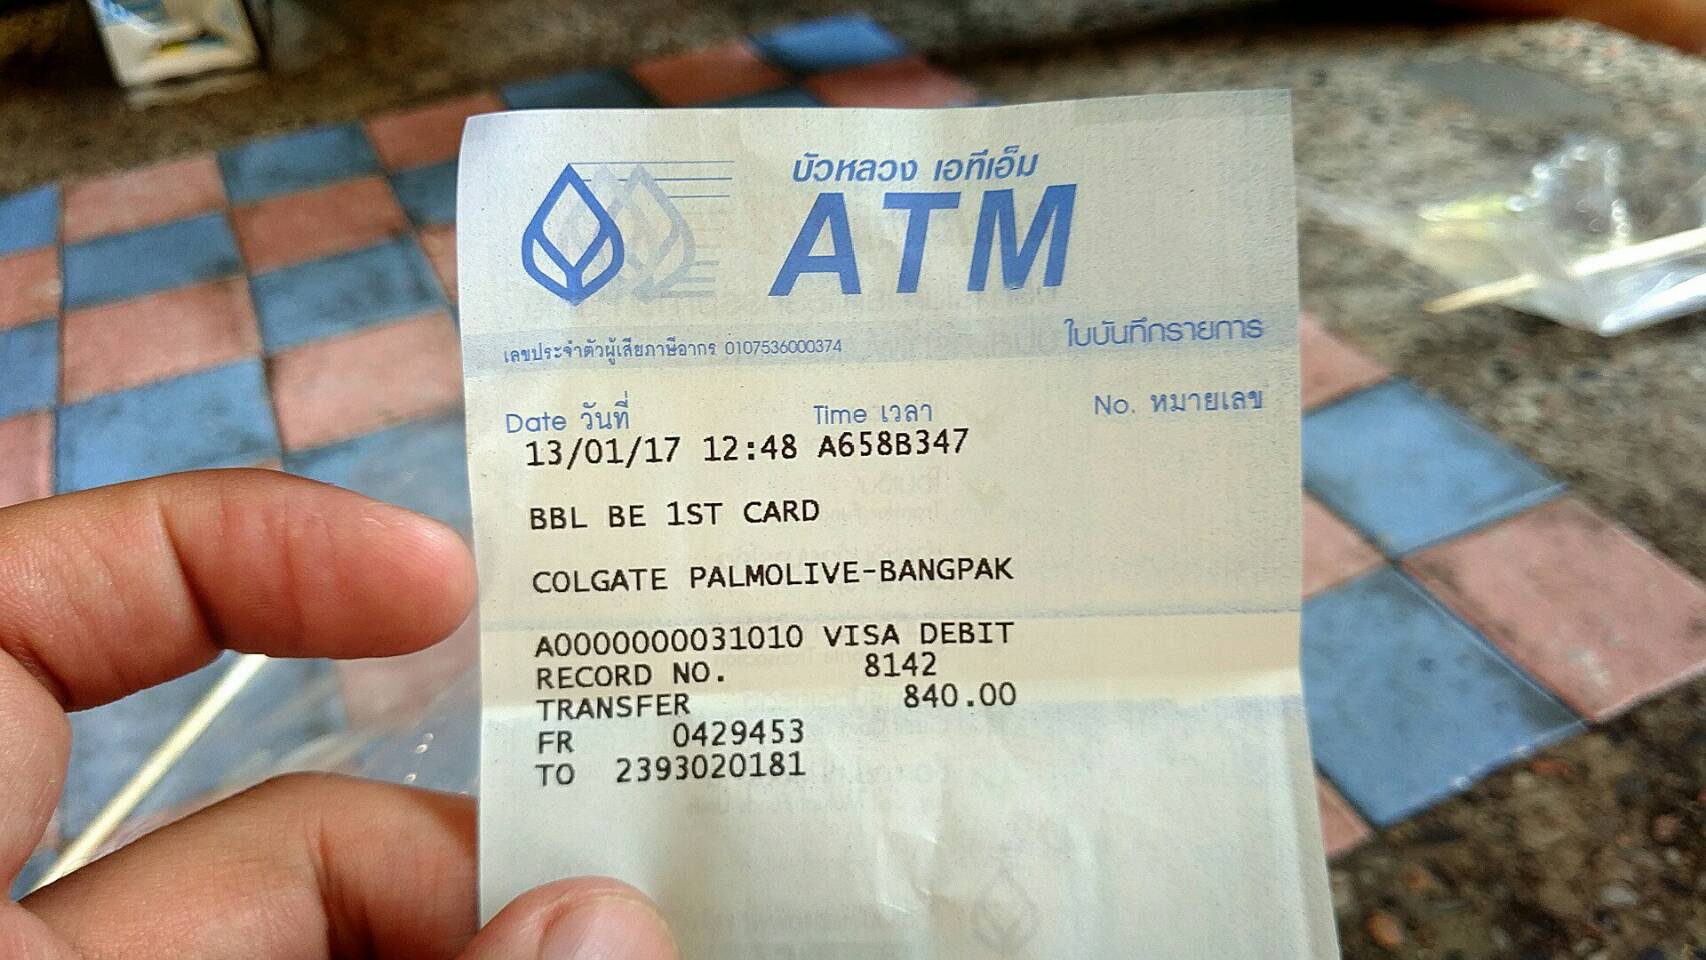 บัวหลวง เอทีเอ็ม
ATM
ใบบันทึกรายการ
เลขประจำตัวผู้เสียภาษีอากร 0107536000374
Date วันที่ Time เวลา No. หมายเลข
13/01/17 12:48 A658B347
BBL BE 1ST CARD
COLGATE PALMOLIVE-BANGPAK
A0000000031010 VISA DEBIT
RECORD NO. 8142
TRANSFER 840.00
FR 0429453
TO 2393020181